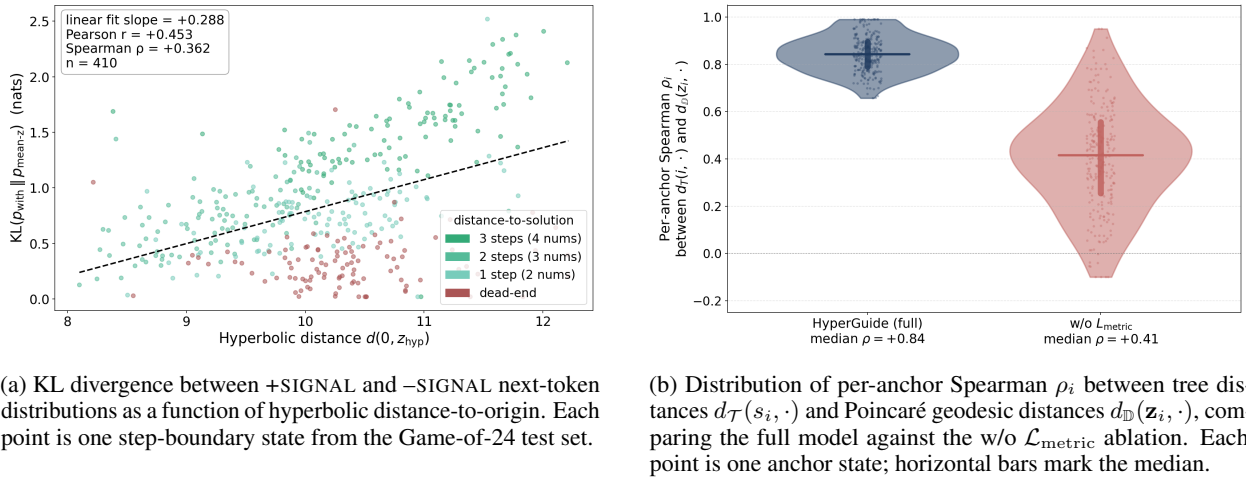 linear fit slope = +0.288
Pearson r = +0.453
Spearman ρ = +0.362
n = 410
KL(p_with ∥ p_mean-z) (nats)
2.5
2.0
1.5
1.0
0.5
0.0
distance-to-solution
3 steps (4 nums)
2 steps (3 nums)
1 step (2 nums)
dead-end
8 9 10 11 12
Hyperbolic distance d(0, z_hyp)
(a) KL divergence between +SIGNAL and –SIGNAL next-token
distributions as a function of hyperbolic distance-to-origin. Each
point is one step-boundary state from the Game-of-24 test set.
Per-anchor Spearman ρ_i
between d_𝒯(i, ·) and d_𝔻(z_i, ·)
1.0
0.8
0.6
0.4
0.2
0.0
−0.2
HyperGuide (full)
median ρ = +0.84
w/o L_metric
median ρ = +0.41
(b) Distribution of per-anchor Spearman ρ_i between tree dis-
tances d_𝒯(s_i, ·) and Poincaré geodesic distances d_𝔻(z_i, ·), com-
paring the full model against the w/o ℒ_metric ablation. Each
point is one anchor state; horizontal bars mark the median.